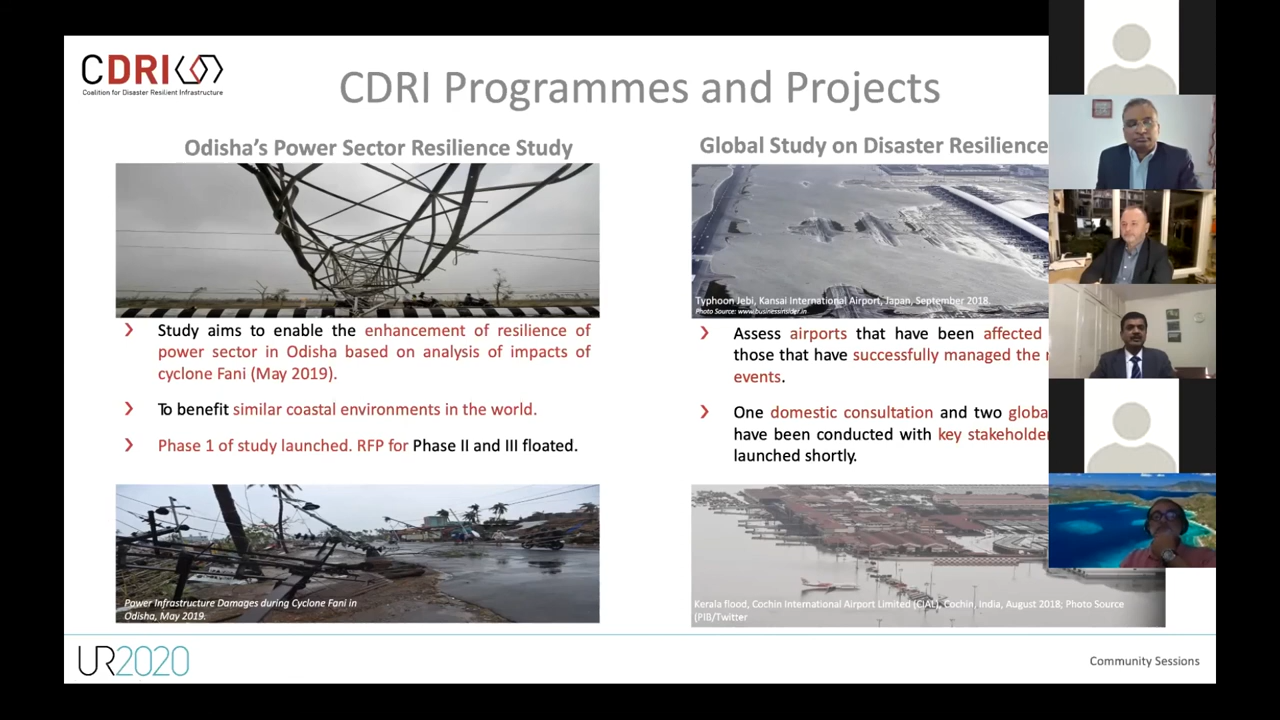 CDRI
Coalition for Disaster Resilient Infrastructure
CDRI Programmes and Projects
Odisha's Power Sector Resilience Study
Study aims to enable the enhancement of resilience of
power sector in Odisha based on analysis of impacts of
cyclone Fani (May 2019).
To benefit similar coastal environments in the world.
Phase 1 of study launched. RFP for Phase II and III floated.
Power Infrastructure Damages during Cyclone Fani in
Odisha, May 2019.
Global Study on Disaster Resilience
Typhoon Jebi, Kansai International Airport, Japan, September 2018.
Photo Source: www.businessinsider.in
Assess airports that have been affected
those that have successfully managed the
events.
One domestic consultation and two globa
have been conducted with key stakeholder
launched shortly.
Kerala flood, Cochin International Airport Limited (CIAL), Cochin, India, August 2018; Photo Source
(PIB/Twitter
UR2020
Community Sessions